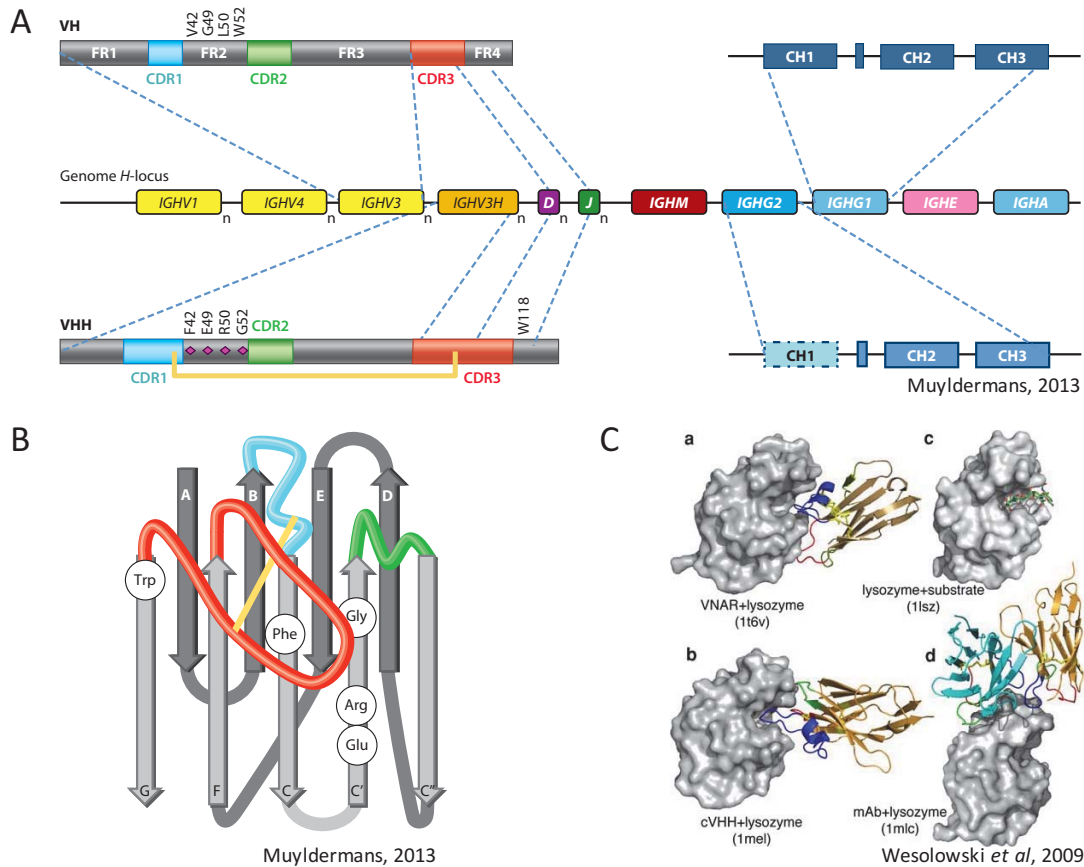 A
VH
V42
G49
L50
W52
FR1
FR2
FR3
FR4
CDR1
CDR2
CDR3
CH1
CH2
CH3
Genome H-locus
IGHV1
n
IGHV4
n
IGHV3
n
IGHV3H
n
D
n
J
n
IGHM
IGHG2
IGHG1
IGHE
IGHA
VHH
F42
E49
R50
G52
CDR2
W118
CDR1
CDR3
CH1
CH2
CH3
Muyldermans, 2013
B
A
B
E
D
Trp
Phe
Gly
Arg
Glu
G
F
C
C'
C"
Muyldermans, 2013
C
a
VNAR+lysozyme
(1t6v)
c
lysozyme+substrate
(1lsz)
b
cVHH+lysozyme
(1mel)
d
mAb+lysozyme
(1mlc)
Wesolowski et al, 2009